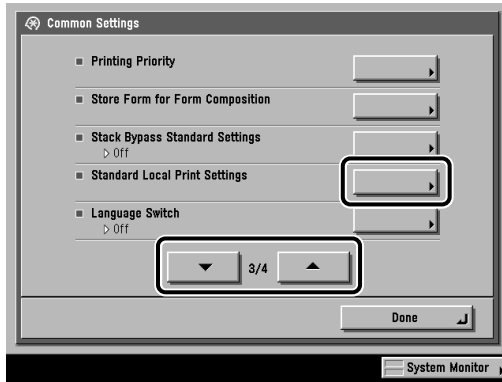 Common Settings
Printing Priority
Store Form for Form Composition
Stack Bypass Standard Settings
Off
Standard Local Print Settings
Language Switch
Off
3/4
Done
System Monitor